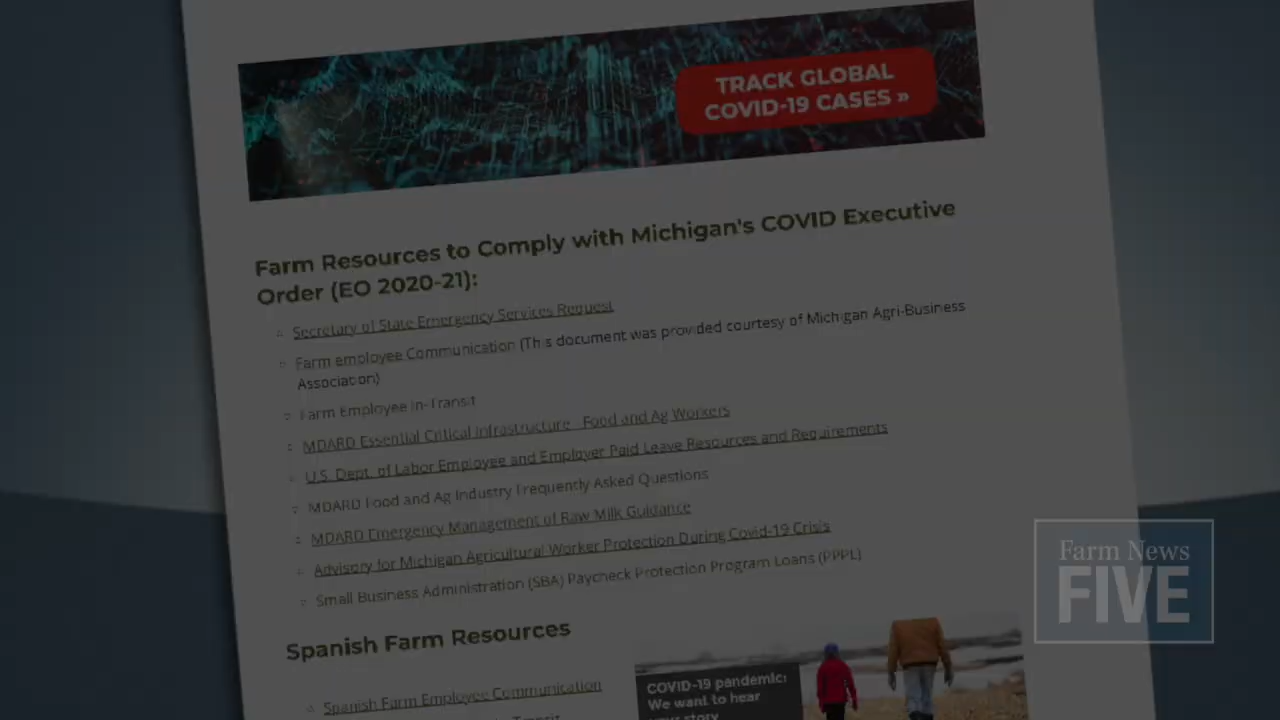 TRACK GLOBAL
COVID-19 CASES »
Farm Resources to Comply with Michigan's COVID Executive
Order (EO 2020-21):
Secretary of State Emergency Services Request
Farm employee Communication (This document was provided courtesy of Michigan Agri-Business
Association)
Farm Employee In-Transit
MDARD Essential Critical Infrastructure - Food and Ag Workers
U.S. Dept. of Labor Employee and Employer Paid Leave Resources and Requirements
MDARD Food and Ag Industry Frequently Asked Questions
MDARD Emergency Management of Raw Milk Guidance
Advisory for Michigan Agricultural Worker Protection During Covid-19 Crisis
Small Business Administration (SBA) Paycheck Protection Program Loans (PPPL)
Spanish Farm Resources
Spanish Farm Employee Communication
Transit
COVID-19 pandemic:
We want to hear
your story
Farm News
FIVE